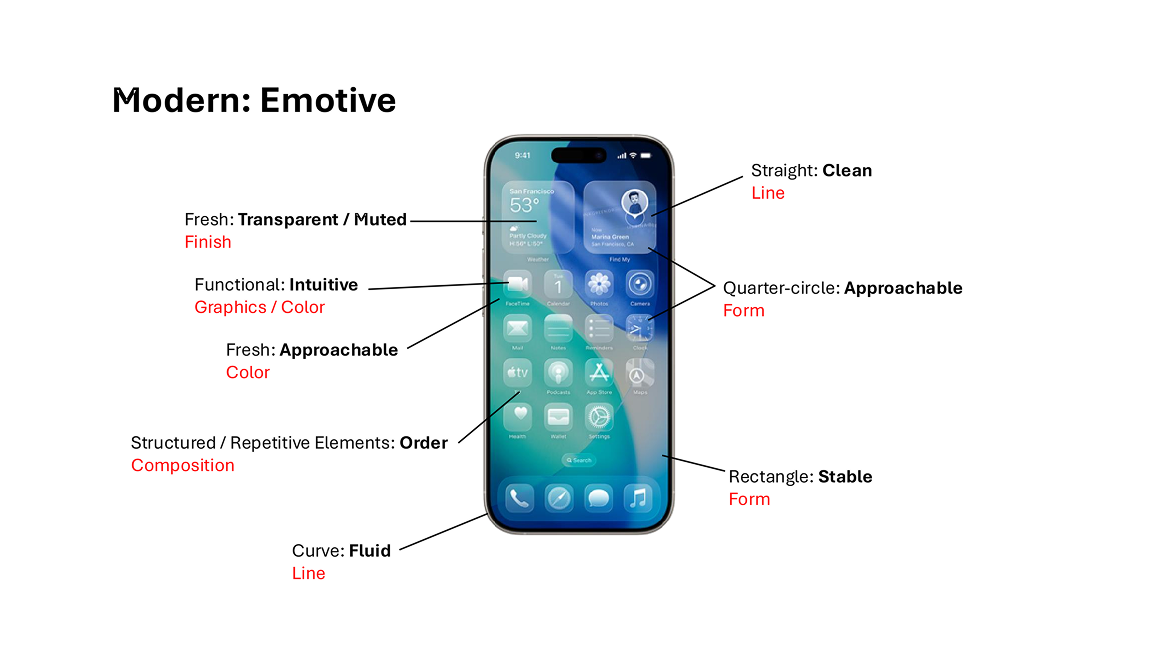 Modern: Emotive
Fresh: Transparent / Muted
Finish
Functional: Intuitive
Graphics / Color
Fresh: Approachable
Color
Structured / Repetitive Elements: Order
Composition
Curve: Fluid
Line
9:41
San Francisco
53°
Partly Cloudy
H:56° L:50°
Weather
Now
Marina Green
San Francisco, CA
Find My
FaceTime
Tue
1
Calendar
Photos
Camera
Mail
Notes
Reminders
Clock
tv
TV
Podcasts
App Store
Maps
Health
Wallet
Settings
Search
Straight: Clean
Line
Quarter-circle: Approachable
Form
Rectangle: Stable
Form